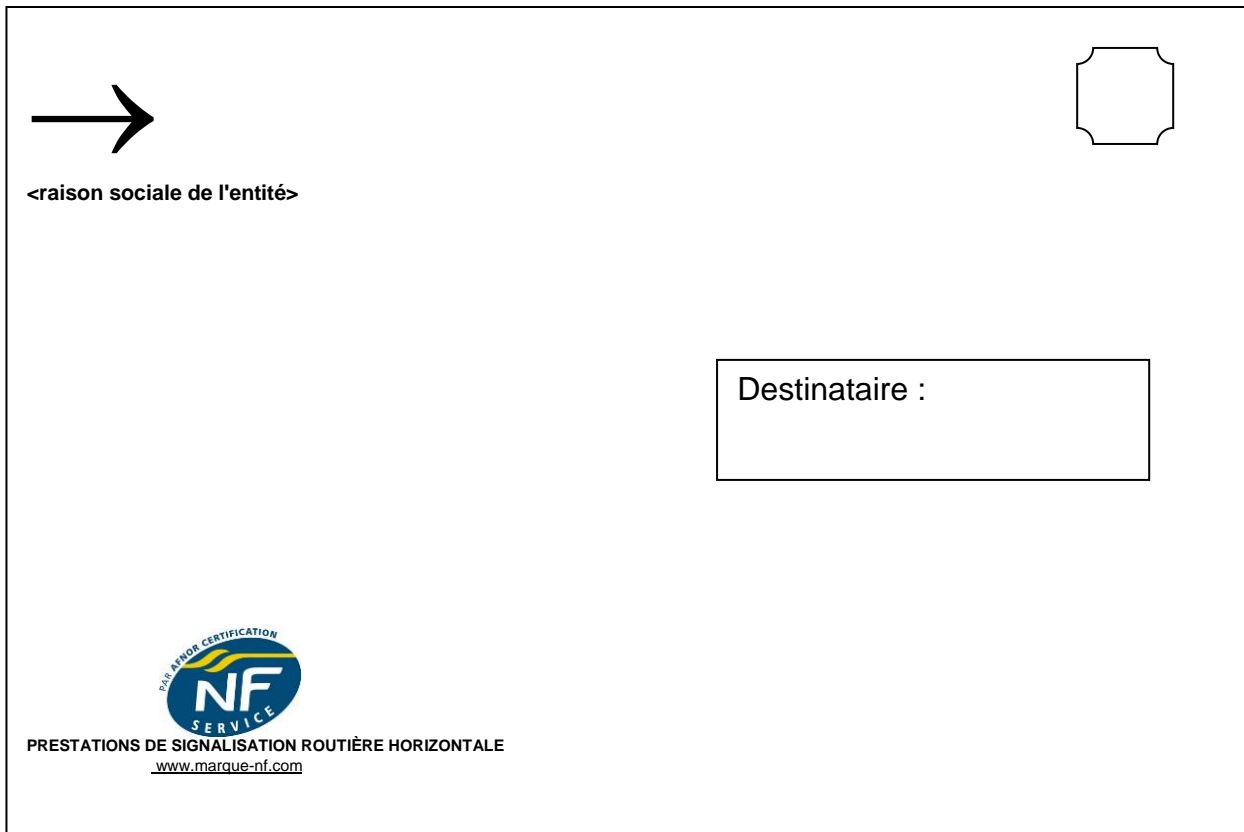 <raison sociale de l'entité>
Destinataire :
PAR AFNOR CERTIFICATION
NF
SERVICE
PRESTATIONS DE SIGNALISATION ROUTIÈRE HORIZONTALE
www.marque-nf.com